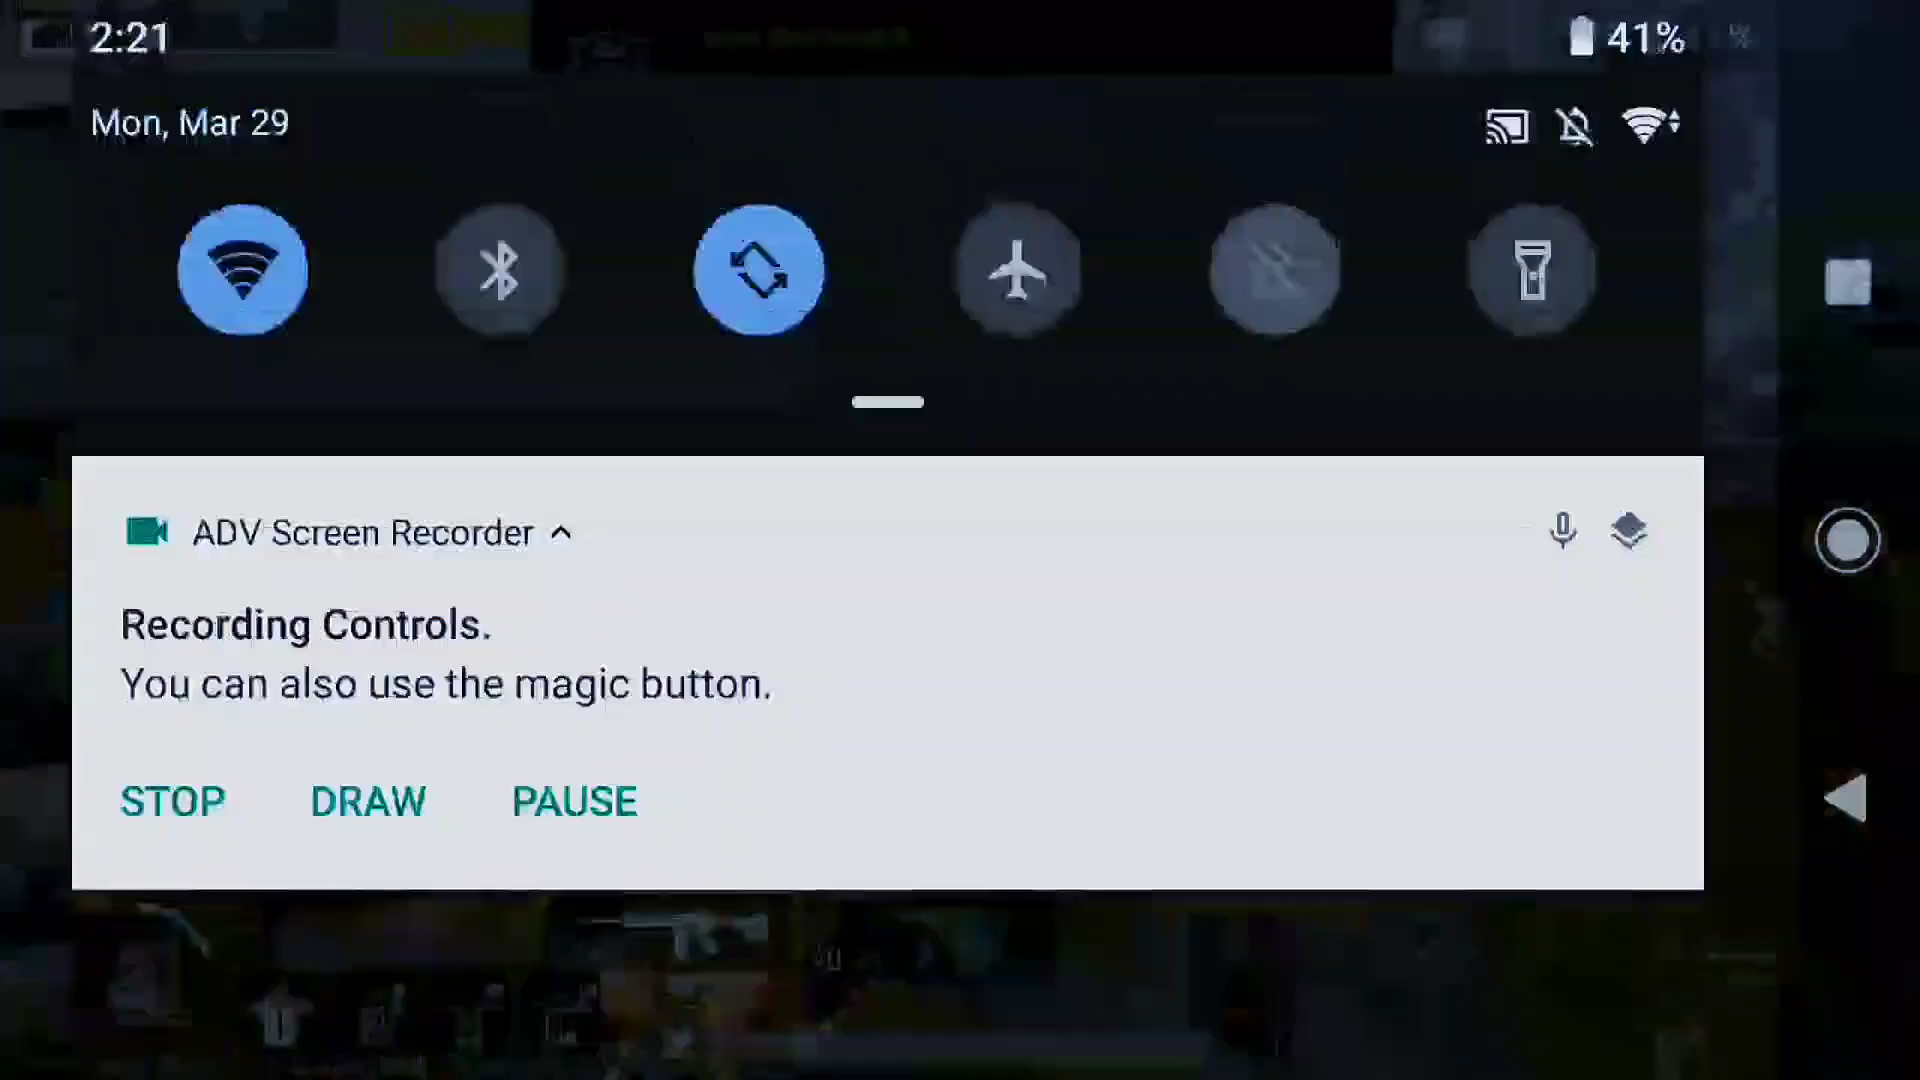 2:21
41%
Mon, Mar 29
ADV Screen Recorder
Recording Controls.
You can also use the magic button.
STOP DRAW PAUSE